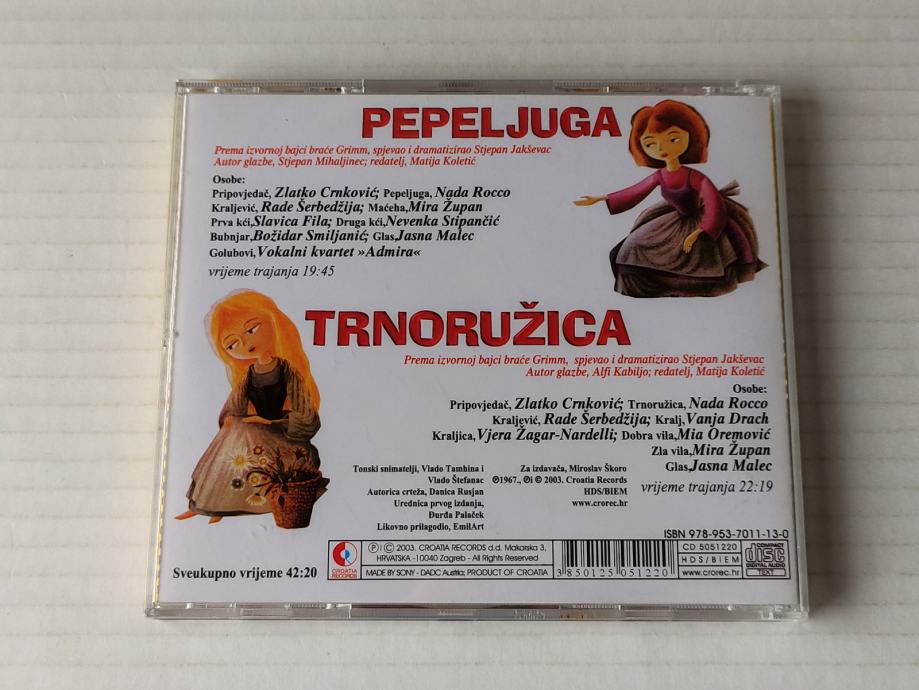 PEPELJUGA
Prema izvornoj bajci braće Grimm, spjevao i dramatizirao Stjepan Jakševac
Autor glazbe, Stjepan Mihaljinec; redatelj, Matija Koletić
Osobe:
Pripovjedač, Zlatko Crnković; Pepeljuga, Nada Rocco
Kraljević, Rade Šerbedžija; Maćeha, Mira Župan
Prva kći, Slavica Fila; Druga kći, Nevenka Stipančić
Bubnjar, Božidar Smiljanić; Glas, Jasna Malec
Golubovi, Vokalni kvartet »Admira«
vrijeme trajanja 19:45
TRNORUŽICA
Prema izvornoj bajci braće Grimm, spjevao i dramatizirao Stjepan Jakševac
Autor glazbe, Alfi Kabiljo; redatelj, Matija Koletić
Osobe:
Pripovjedač, Zlatko Crnković; Trnoružica, Nada Rocco
Kraljević, Rade Šerbedžija; Kralj, Vanja Drach
Kraljica, Vjera Žagar-Nardelli; Dobra vila, Mia Oremović
Zla vila, Mira Župan
Glas, Jasna Malec
vrijeme trajanja 22:19
Tonski snimatelji, Vlado Tambina i
Vlado Štefanac
Autorica crteža, Danica Rusjan
Urednica prvog izdanja,
Đurđa Palaček
Likovno prilagodio, EmilArt
Za izdavača, Miroslav Škoro
℗1967., ℗i © 2003. Croatia Records
HDS/BIEM
www.crorec.hr
ISBN 978-953-7011-13-0
Sveukupno vrijeme 42:20
CROATIA
RECORDS
℗ | © 2003. CROATIA RECORDS d.d. Makarska 3,
HRVATSKA - 10040 Zagreb - All Rights Reserved
MADE BY SONY - DADC Austria; PRODUCT OF CROATIA
3 850125 051220
CD 5051220
HDS/BIEM
www.crorec.hr
COMPACT
disc
DIGITAL AUDIO
TEXT